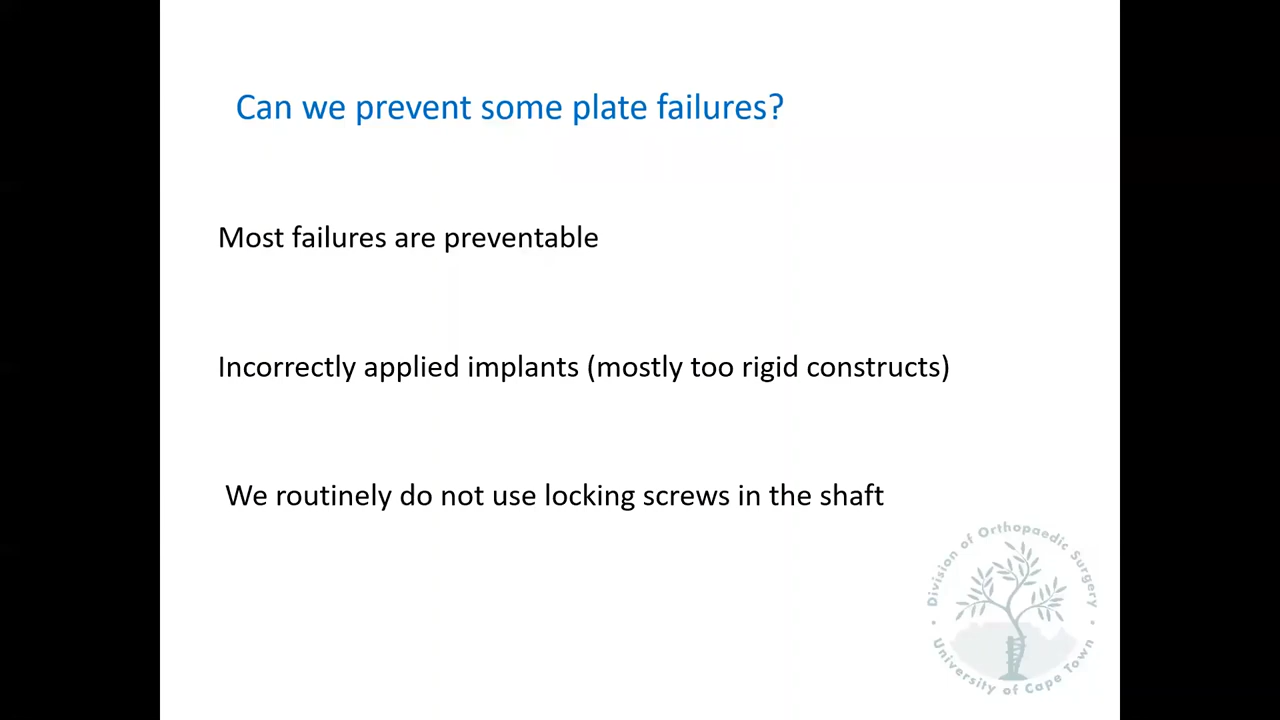 Can we prevent some plate failures?
Most failures are preventable
Incorrectly applied implants (mostly too rigid constructs)
We routinely do not use locking screws in the shaft
Division of Orthopaedic Surgery
• University of Cape Town •